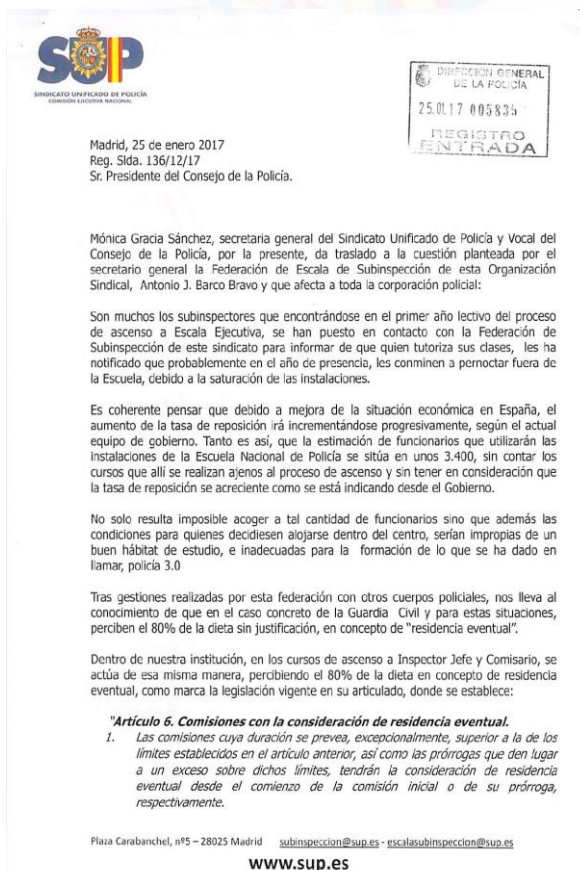 SUP
SINDICATO UNIFICADO DE POLICÍA
COMISIÓN EJECUTIVA NACIONAL
DIRECCION GENERAL
DE LA POLICÍA
25.01.17 005835
REGISTRO
ENTRADA
Madrid, 25 de enero 2017
Reg. Slda. 136/12/17
Sr. Presidente del Consejo de la Policía.
Mónica Gracia Sánchez, secretaria general del Sindicato Unificado de Policía y Vocal del
Consejo de la Policía, por la presente, da traslado a la cuestión planteada por el
secretario general la Federación de Escala de Subinspección de esta Organización
Sindical, Antonio J. Barco Bravo y que afecta a toda la corporación policial:
Son muchos los subinspectores que encontrándose en el primer año lectivo del proceso
de ascenso a Escala Ejecutiva, se han puesto en contacto con la Federación de
Subinspección de este sindicato para informar de que quien tutoriza sus clases, les ha
notificado que probablemente en el año de presencia, les conminen a pernoctar fuera de
la Escuela, debido a la saturación de las instalaciones.
Es coherente pensar que debido a mejora de la situación económica en España, el
aumento de la tasa de reposición irá incrementándose progresivamente, según el actual
equipo de gobierno. Tanto es así, que la estimación de funcionarios que utilizarán las
instalaciones de la Escuela Nacional de Policía se sitúa en unos 3.400, sin contar los
cursos que allí se realizan ajenos al proceso de ascenso y sin tener en consideración que
la tasa de reposición se acreciente como se está indicando desde el Gobierno.
No solo resulta imposible acoger a tal cantidad de funcionarios sino que además las
condiciones para quienes decidiesen alojarse dentro del centro, serían impropias de un
buen hábitat de estudio, e inadecuadas para la formación de lo que se ha dado en
llamar, policía 3.0
Tras gestiones realizadas por esta federación con otros cuerpos policiales, nos lleva al
conocimiento de que en el caso concreto de la Guardia Civil y para estas situaciones,
perciben el 80% de la dieta sin justificación, en concepto de "residencia eventual".
Dentro de nuestra institución, en los cursos de ascenso a Inspector Jefe y Comisario, se
actúa de esa misma manera, percibiendo el 80% de la dieta en concepto de residencia
eventual, como marca la legislación vigente en su articulado, donde se establece:
"Artículo 6. Comisiones con la consideración de residencia eventual.
1. Las comisiones cuya duración se prevea, excepcionalmente, superior a la de los
límites establecidos en el artículo anterior, así como las prórrogas que den lugar
a un exceso sobre dichos límites, tendrán la consideración de residencia
eventual desde el comienzo de la comisión inicial o de su prórroga,
respectivamente.
Plaza Carabanchel, nº5 – 28025 Madrid subinspeccion@sup.es - escalasubinspeccion@sup.es
www.sup.es